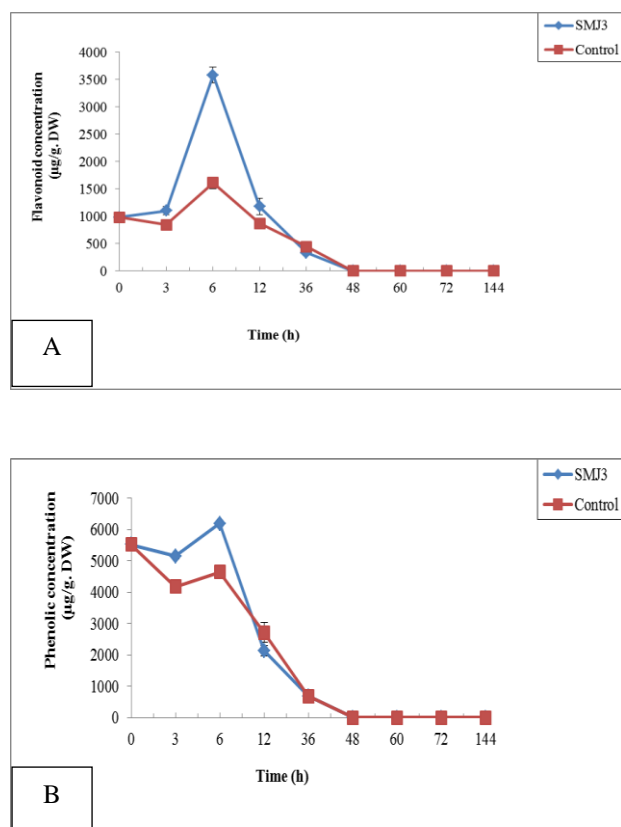 SMJ3
Control
Flavonoid concentration
(µg/g. DW)
4000
3500
3000
2500
2000
1500
1000
500
0
0 3 6 12 36 48 60 72 144
Time (h)
A
SMJ3
Control
Phenolic concentration
(µg/g. DW)
7000
6000
5000
4000
3000
2000
1000
0
0 3 6 12 36 48 60 72 144
Time (h)
B